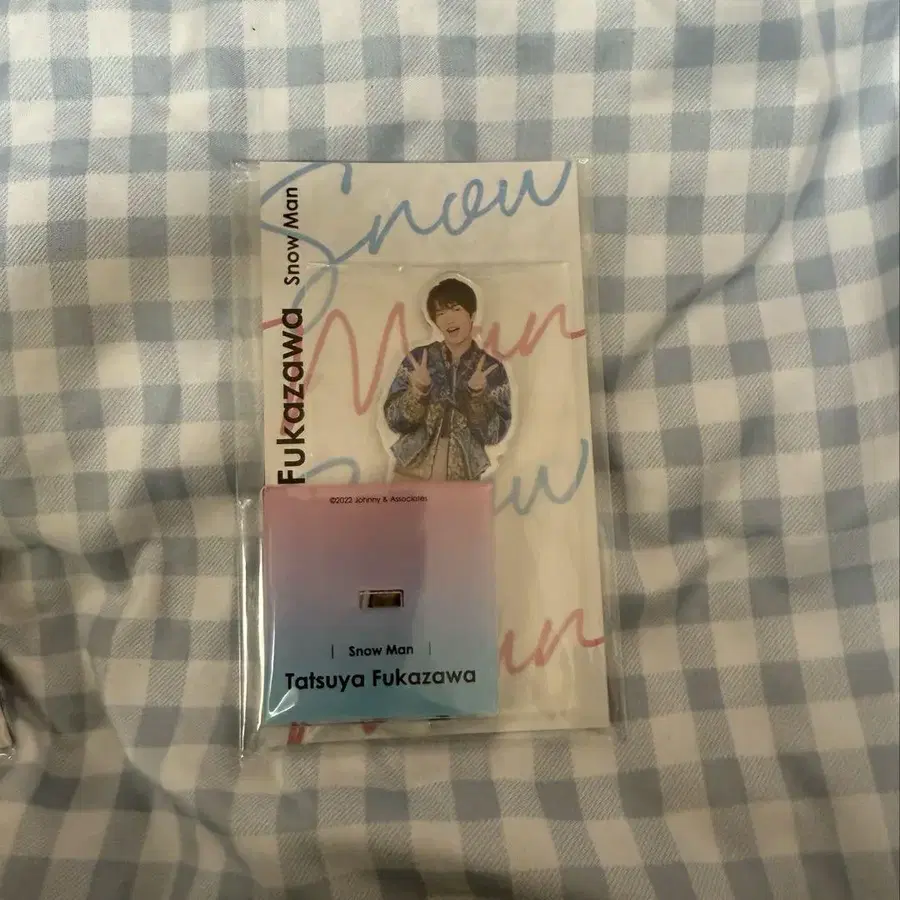 Snow
Man
Snow Man
Fukazawa
©2022 Johnny & Associates
Snow Man
Tatsuya Fukazawa